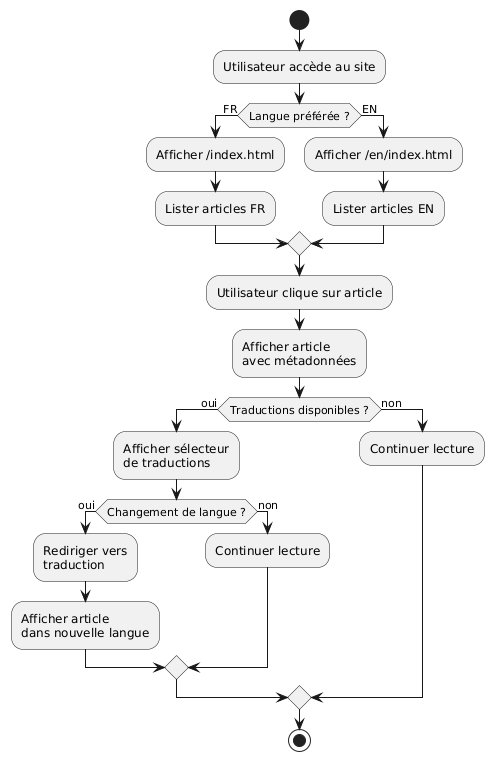 Utilisateur accède au site
FR
Langue préférée ?
EN
Afficher /index.html
Afficher /en/index.html
Lister articles FR
Lister articles EN
Utilisateur clique sur article
Afficher article
avec métadonnées
oui
Traductions disponibles ?
non
Afficher sélecteur
de traductions
Continuer lecture
oui
Changement de langue ?
non
Rediriger vers
traduction
Continuer lecture
Afficher article
dans nouvelle langue